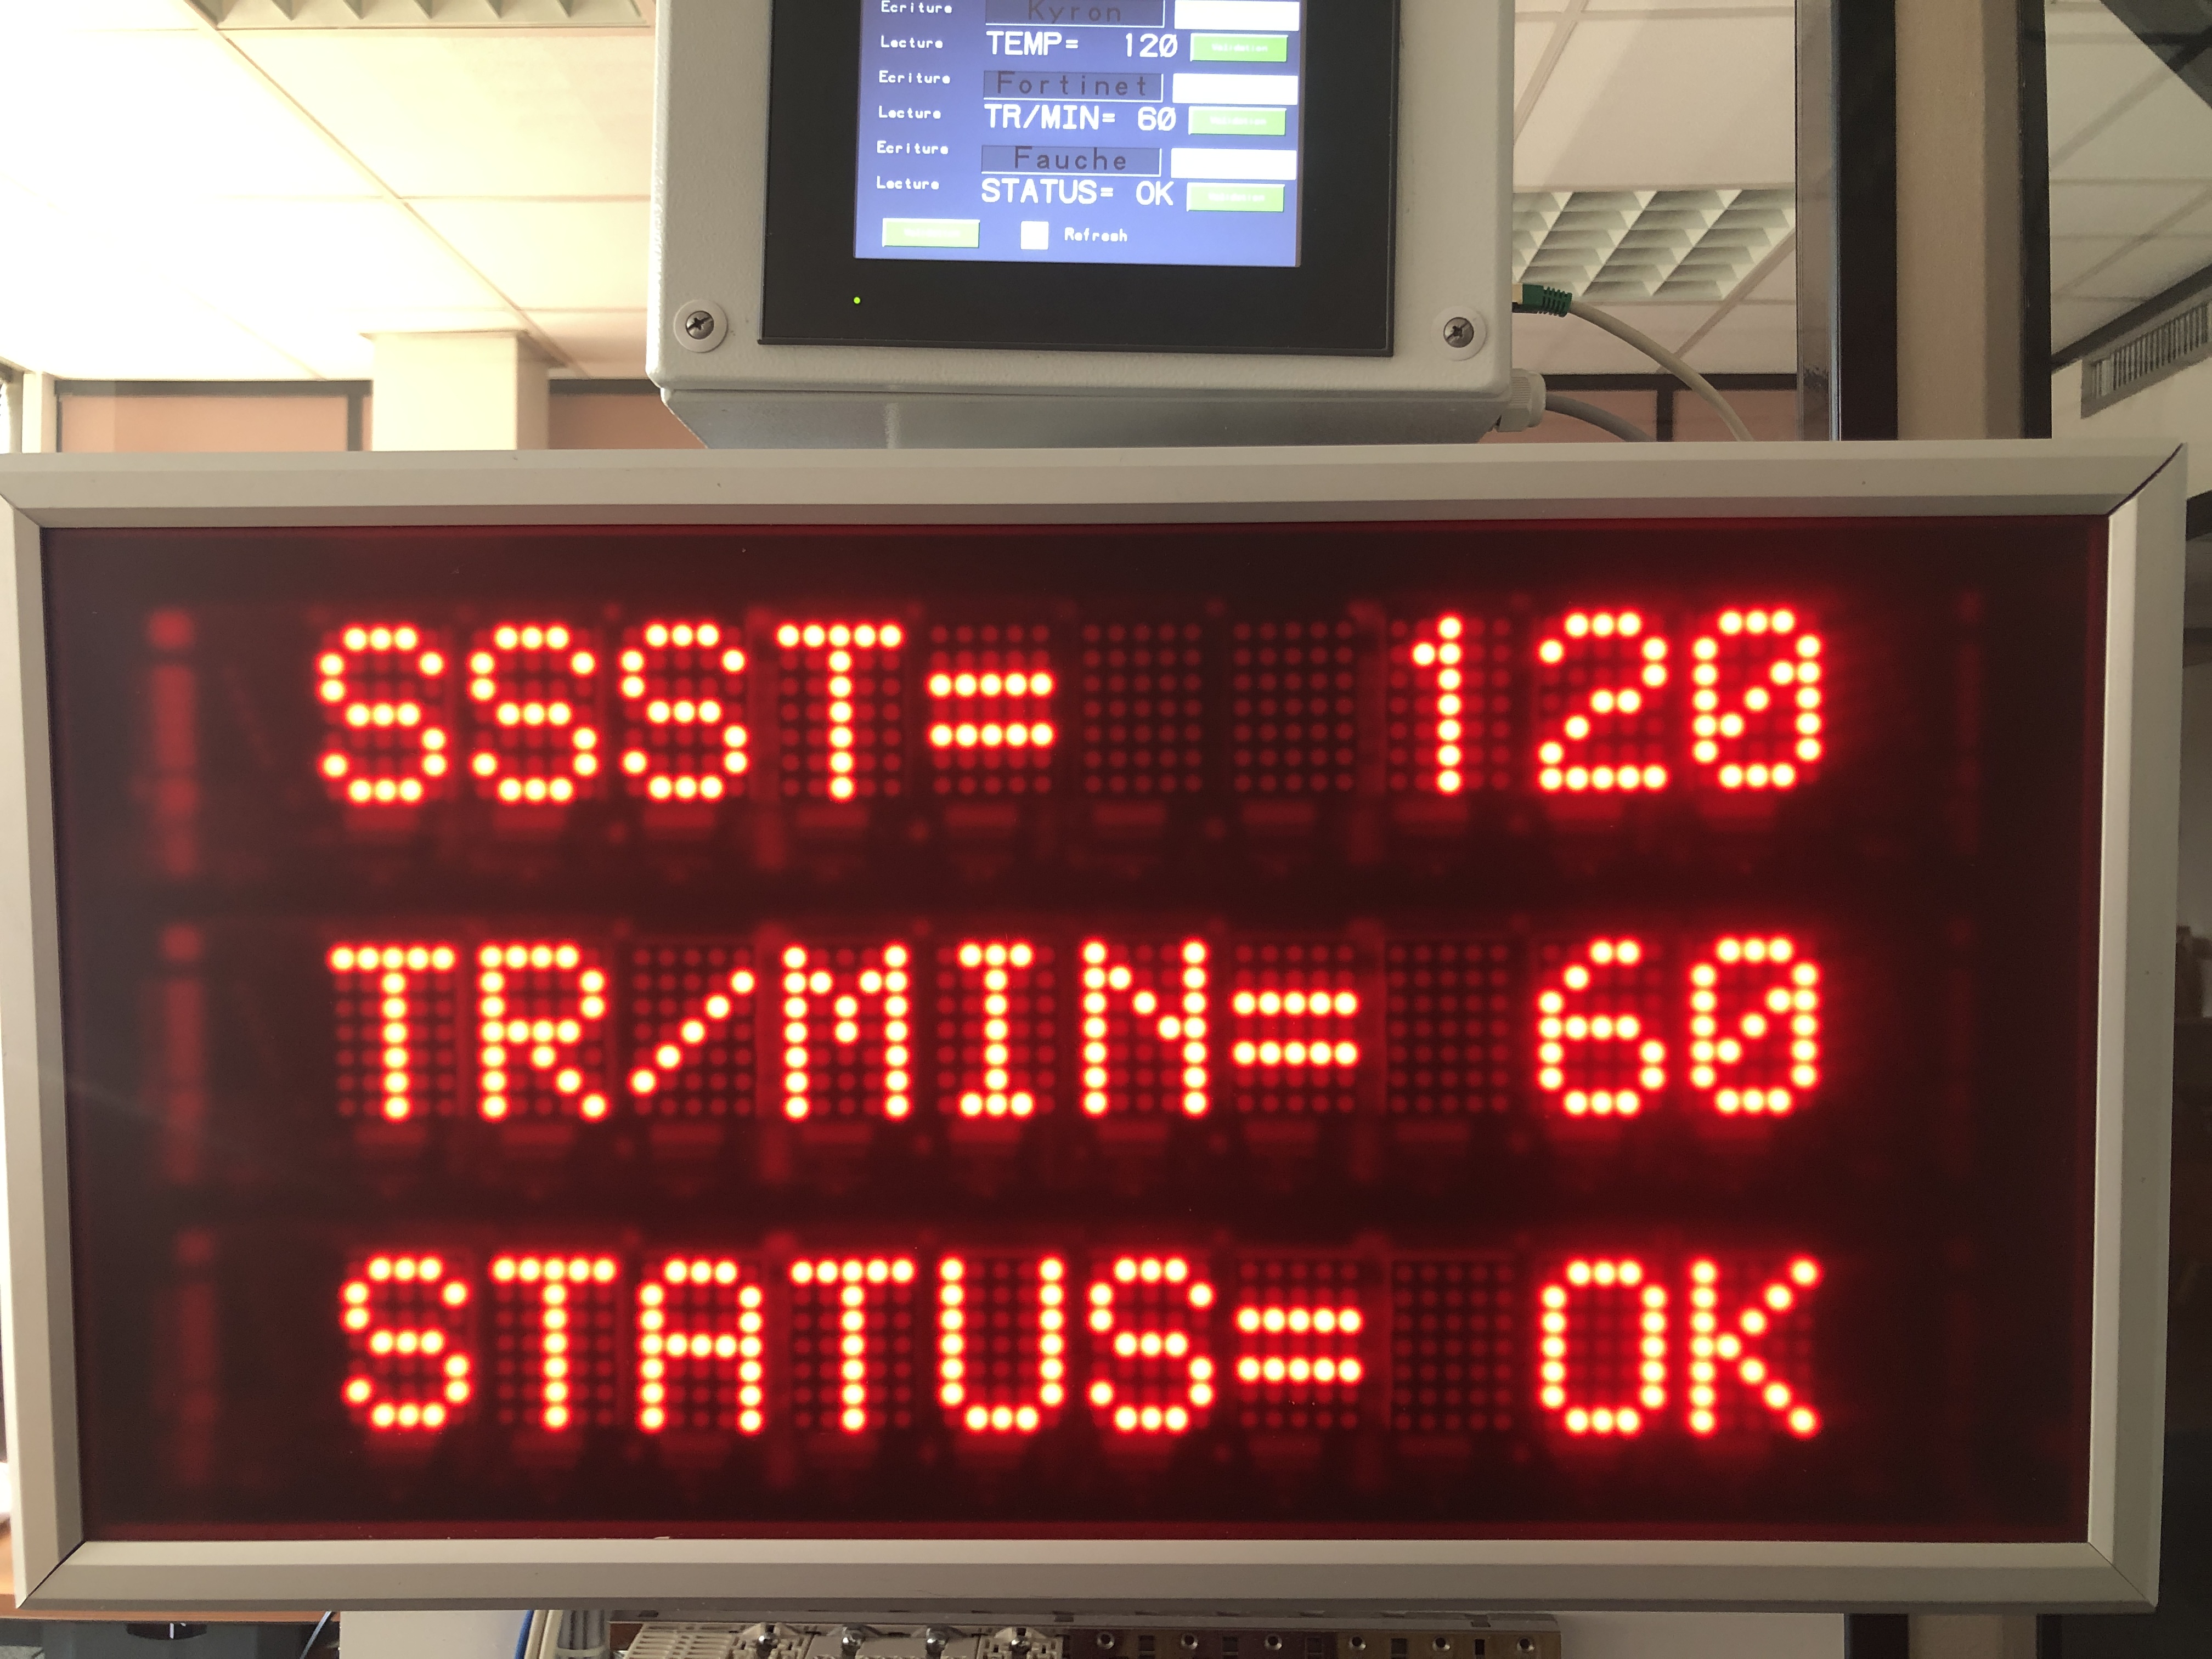 Ecriture Kyron
Lecture TEMP= 120
Ecriture Fortinet
Lecture TR/MIN= 60
Ecriture Fauche
Lecture STATUS= OK
Refresh
SSST= 120
TR/MIN= 60
STATUS= OK